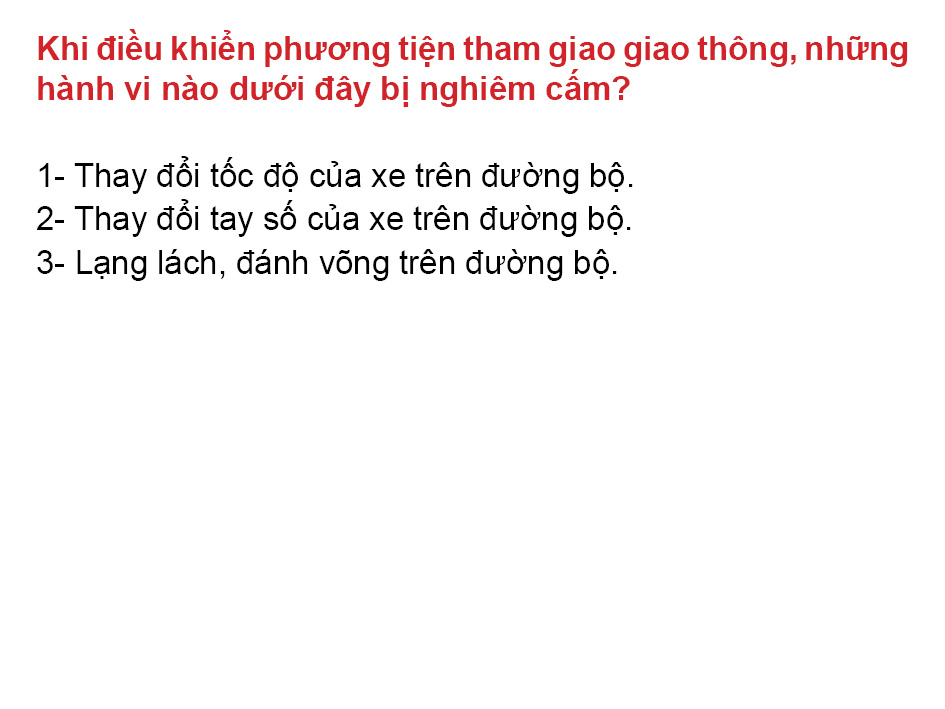 Khi điều khiển phương tiện tham giao giao thông, những
hành vi nào dưới đây bị nghiêm cấm?
1- Thay đổi tốc độ của xe trên đường bộ.
2- Thay đổi tay số của xe trên đường bộ.
3- Lạng lách, đánh võng trên đường bộ.